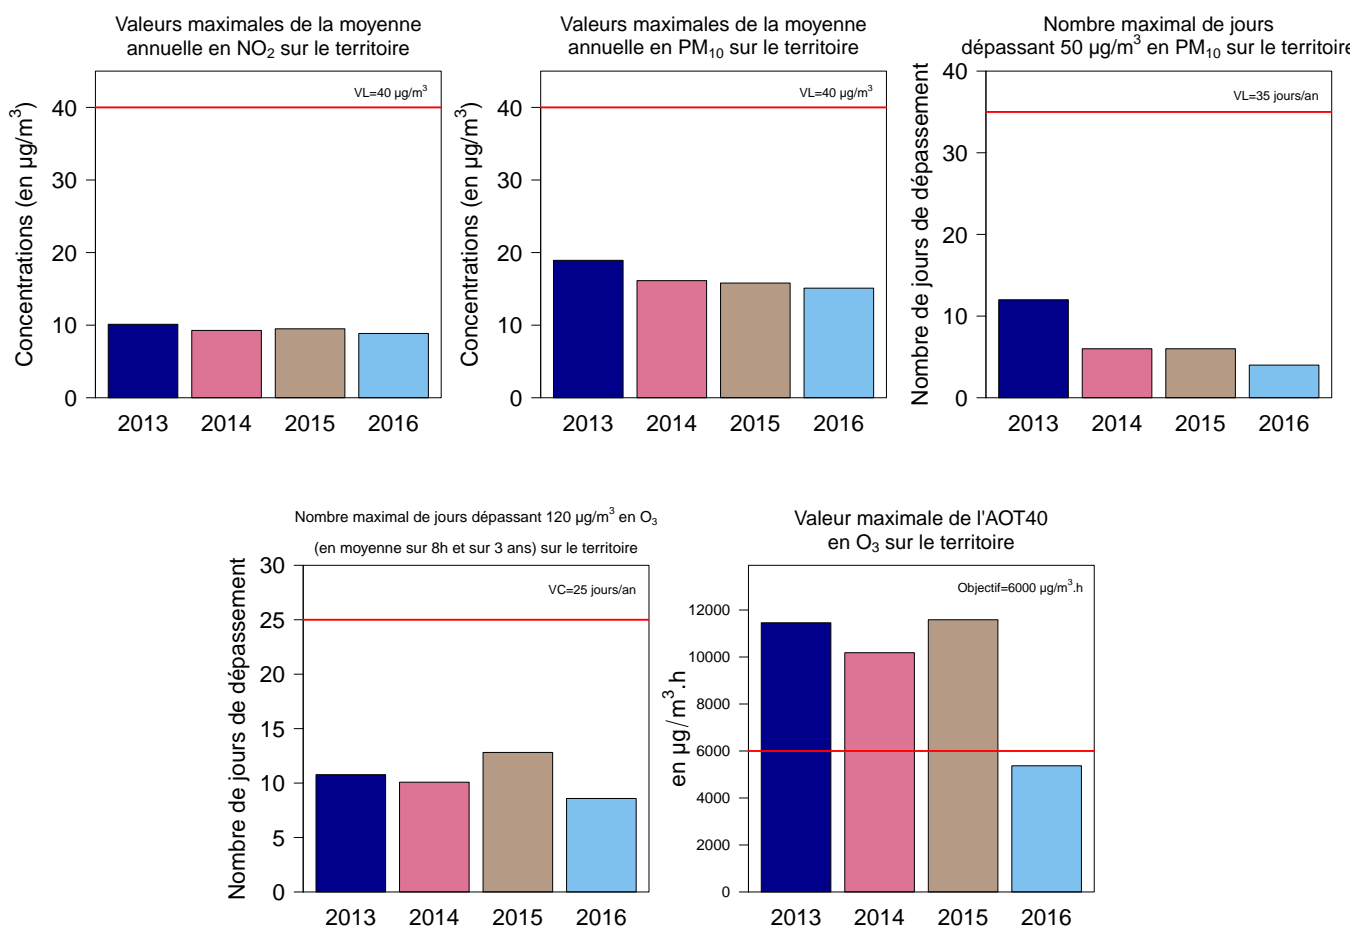 Valeurs maximales de la moyenne
annuelle en NO₂ sur le territoire
VL=40 µg/m³
Concentrations (en µg/m³)
40
30
20
10
0
2013 2014 2015 2016
Valeurs maximales de la moyenne
annuelle en PM₁₀ sur le territoire
VL=40 µg/m³
Concentrations (en µg/m³)
40
30
20
10
0
2013 2014 2015 2016
Nombre maximal de jours
dépassant 50 µg/m³ en PM₁₀ sur le territoire
VL=35 jours/an
Nombre de jours de dépassement
40
30
20
10
0
2013 2014 2015 2016
Nombre maximal de jours dépassant 120 µg/m³ en O₃
(en moyenne sur 8h et sur 3 ans) sur le territoire
VC=25 jours/an
Nombre de jours de dépassement
30
25
20
15
10
5
0
2013 2014 2015 2016
Valeur maximale de l'AOT40
en O₃ sur le territoire
Objectif=6000 µg/m³.h
en µg/m³.h
12000
10000
8000
6000
4000
2000
0
2013 2014 2015 2016